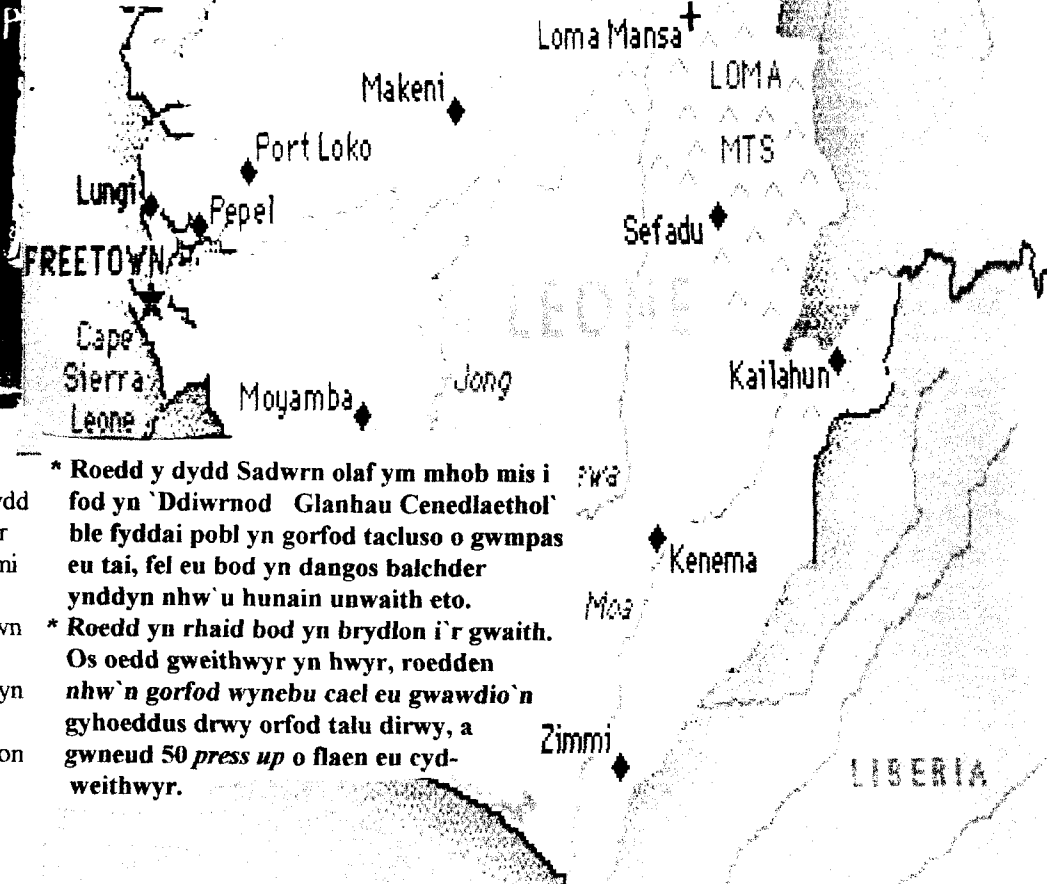 Loma Mansa
LOMA
MTS
Makeni
Port Loko
Lungi
Pepel
Sefadu
FREETOWN
LEONE
Cape
Sierra
Leone
Moyamba
Jong
Kailahun
* Roedd y dydd Sadwrn olaf ym mhob mis i
fod yn `Ddiwrnod Glanhau Cenedlaethol`
ble fyddai pobl yn gorfod tacluso o gwmpas
eu tai, fel eu bod yn dangos balchder
ynddyn nhw`u hunain unwaith eto.
* Roedd yn rhaid bod yn brydlon i`r gwaith.
Os oedd gweithwyr yn hwyr, roedden
nhw`n gorfod wynebu cael eu gwawdio`n
gyhoeddus drwy orfod talu dirwy, a
gwneud 50 press up o flaen eu cyd-
weithwyr.
Kenema
Moa
Zimmi
LIBERIA